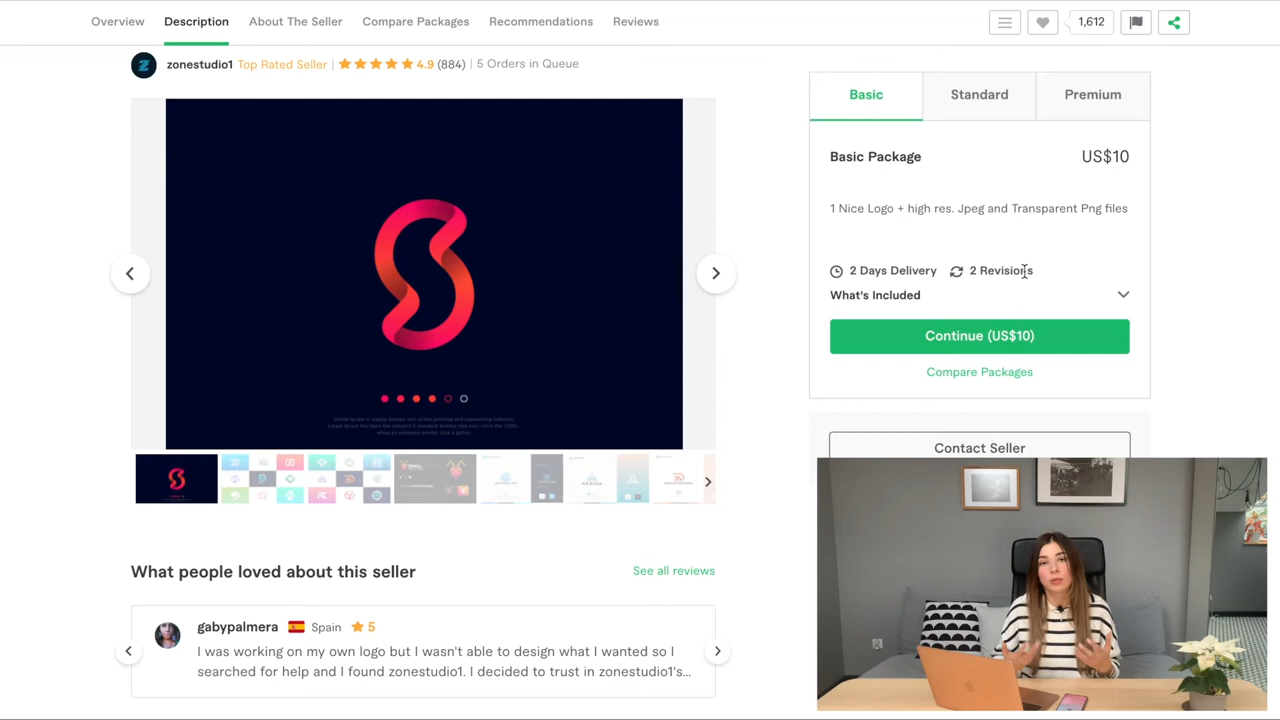 Overview
Description
About The Seller
Compare Packages
Recommendations
Reviews
1,612
zonestudio1 Top Rated Seller | 4.9 (884) | 5 Orders in Queue
Basic
Standard
Premium
Basic Package
US$10
1 Nice Logo + high res. Jpeg and Transparent Png files
2 Days Delivery
2 Revisions
What's Included
Continue (US$10)
Compare Packages
Contact Seller
What people loved about this seller
See all reviews
gabypalmera Spain 5
I was working on my own logo but I wasn't able to design what I wanted so I
searched for help and I found zonestudio1. I decided to trust in zonestudio1's...